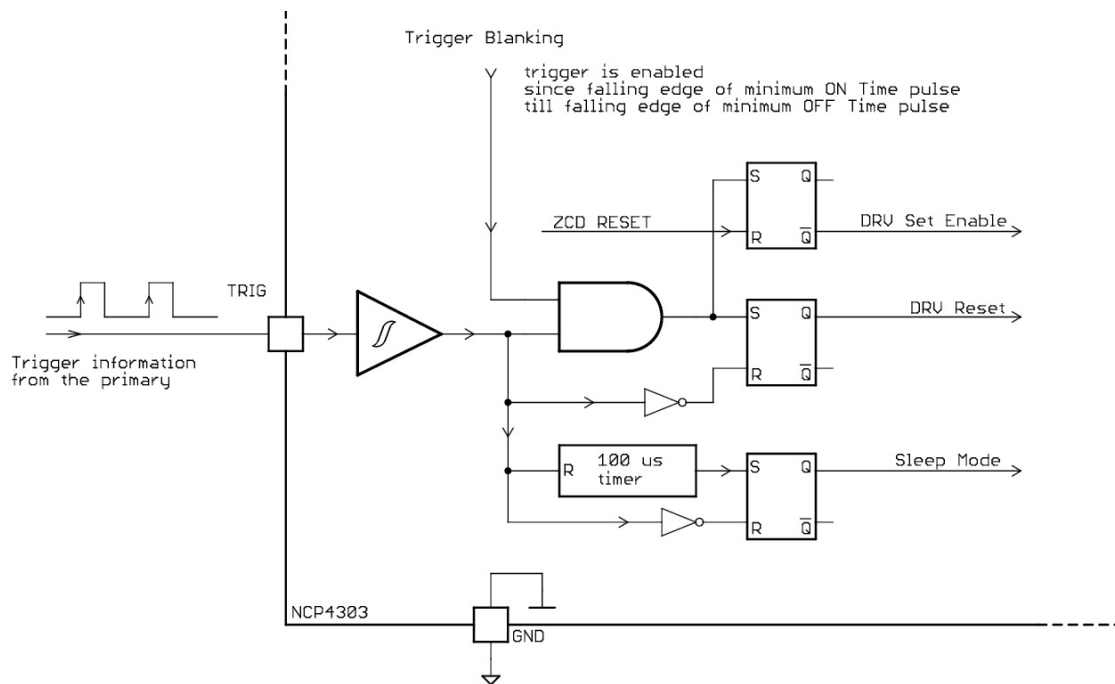 Trigger Blanking
trigger is enabled
since falling edge of minimum ON Time pulse
till falling edge of minimum OFF Time pulse
S Q
ZCD RESET
R Q̅
DRV Set Enable
TRIG
S Q
DRV Reset
R Q̅
Trigger information
from the primary
R 100 us
timer
S Q
Sleep Mode
R Q̅
NCP4303
GND